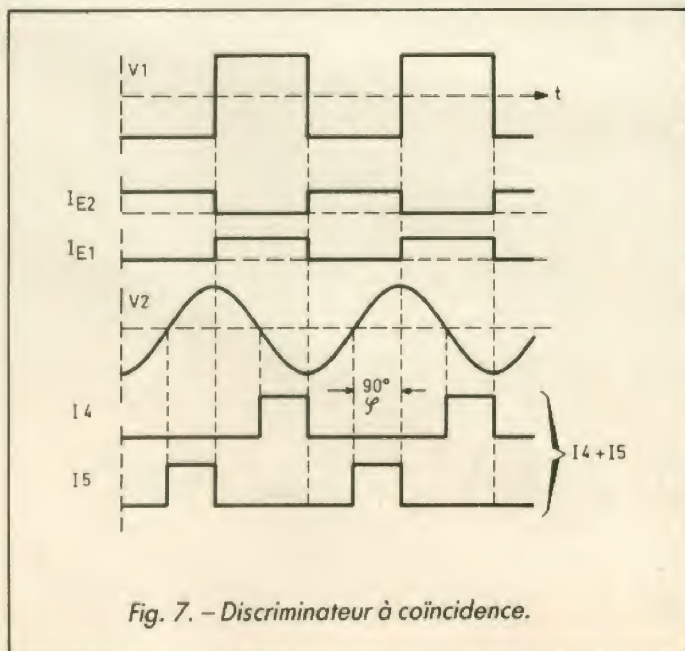 V1
t
IE2
IE1
V2
I4
90°
φ
I4+I5
I5
Fig. 7. – Discriminateur à coïncidence.